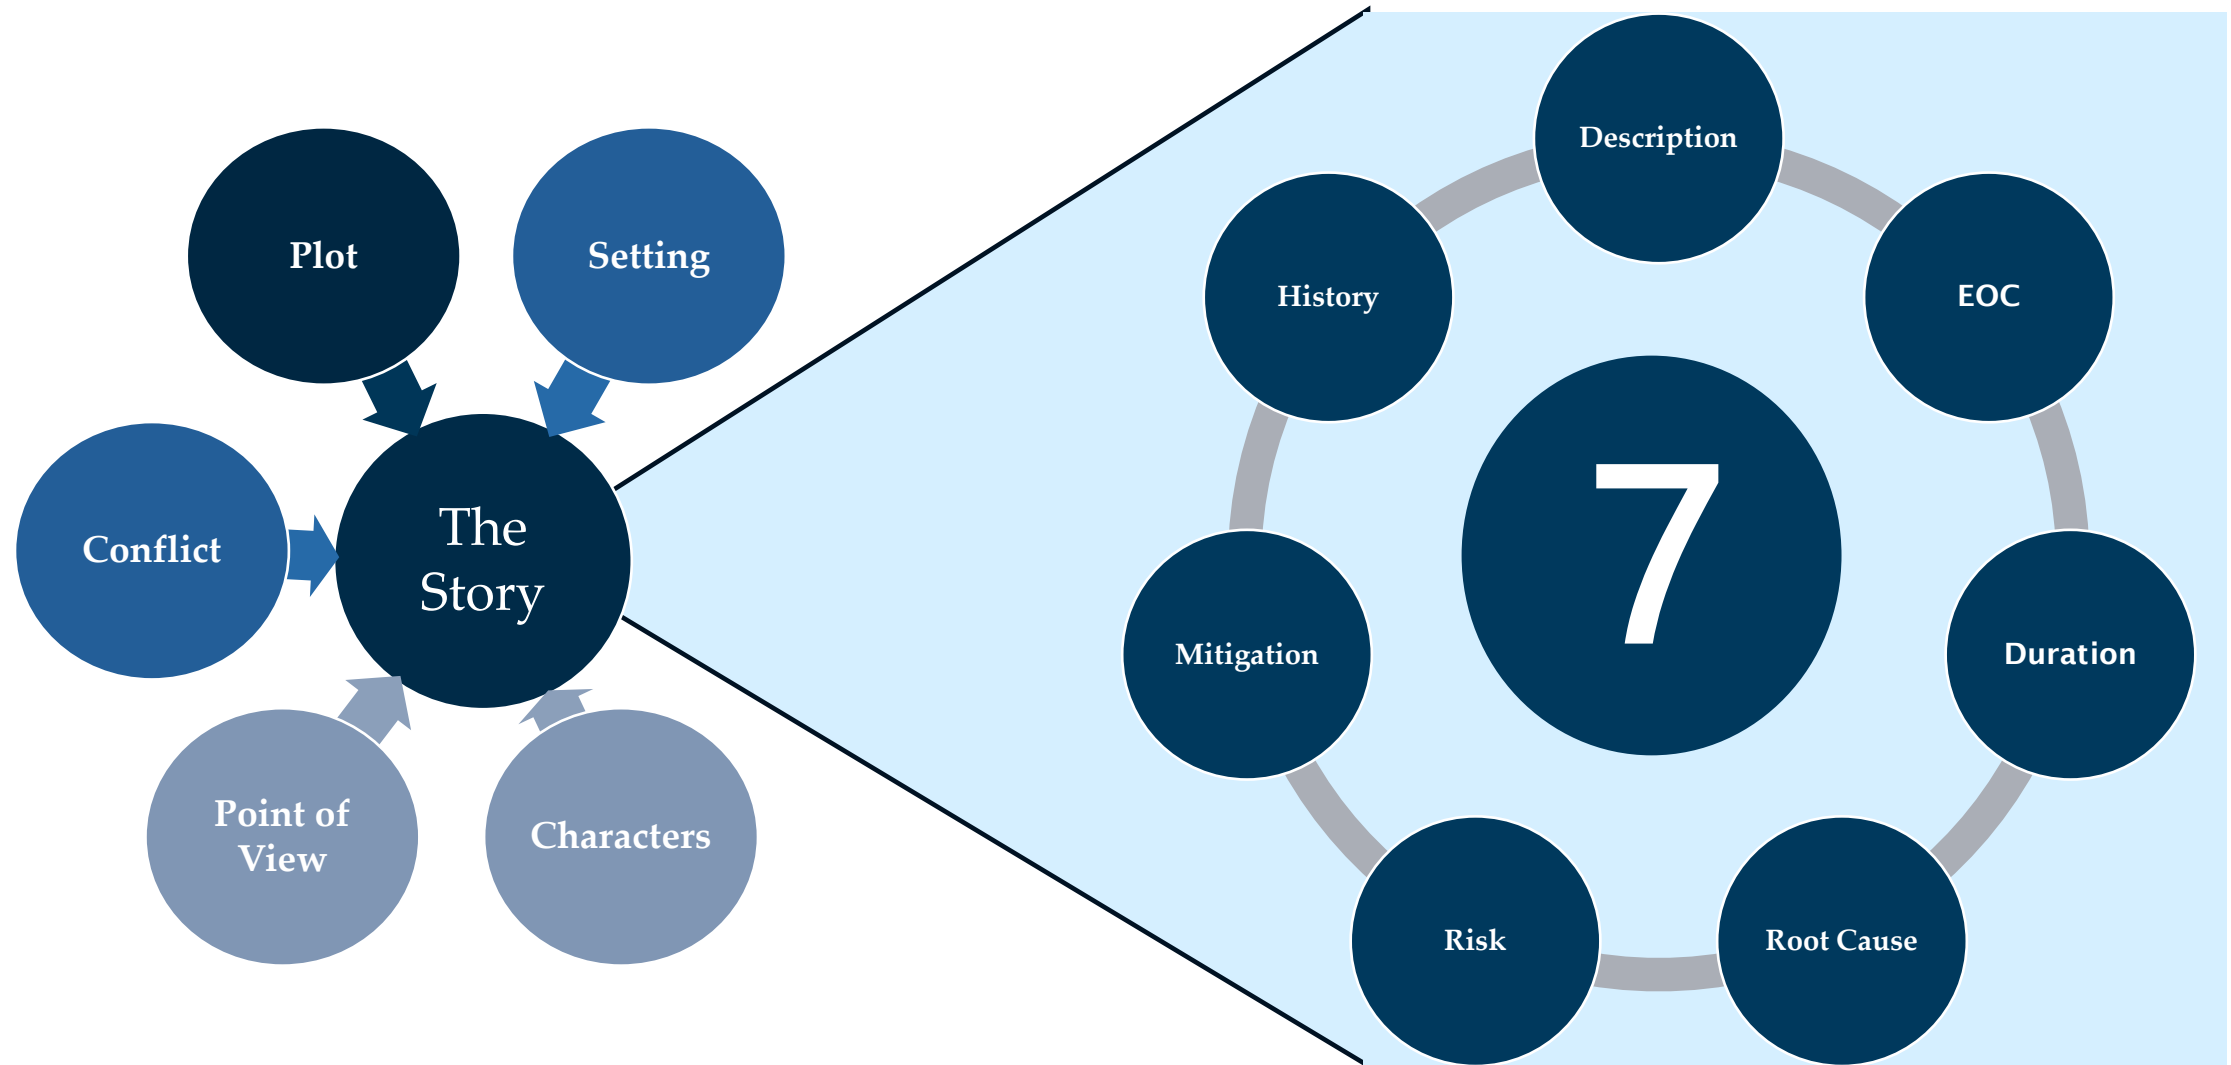 Plot
Setting
Conflict
The
Story
Point of
View
Characters
Description
EOC
Duration
Root Cause
Risk
Mitigation
History
7